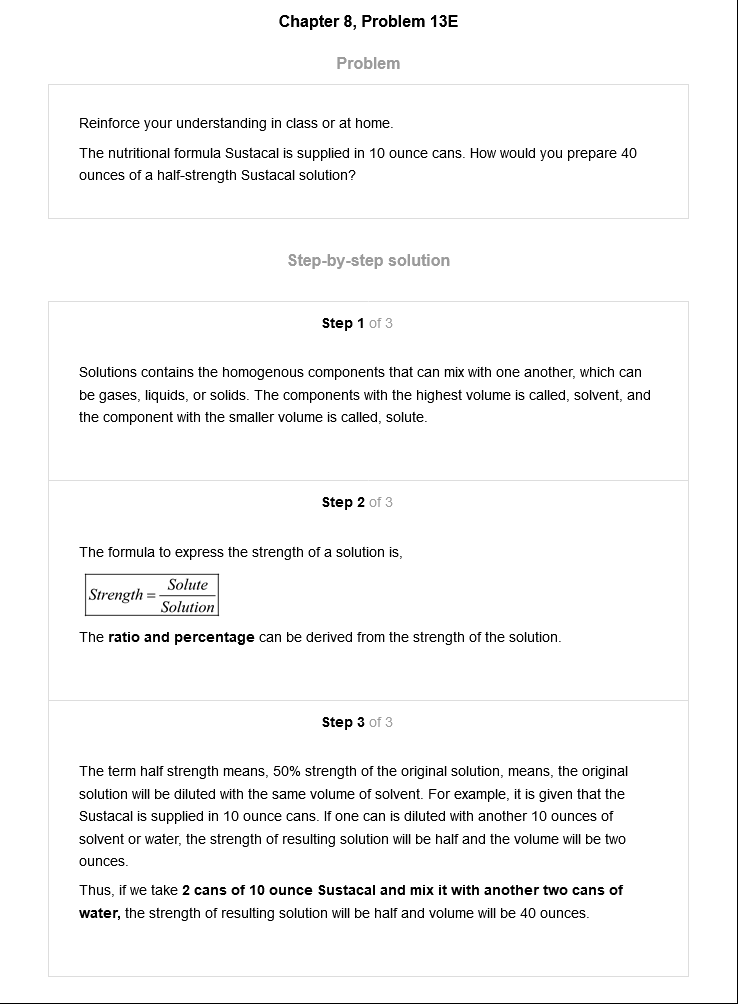 Chapter 8, Problem 13E
Problem
Reinforce your understanding in class or at home.
The nutritional formula Sustacal is supplied in 10 ounce cans. How would you prepare 40
ounces of a half-strength Sustacal solution?
Step-by-step solution
Step 1 of 3
Solutions contains the homogenous components that can mix with one another, which can
be gases, liquids, or solids. The components with the highest volume is called, solvent, and
the component with the smaller volume is called, solute.
Step 2 of 3
The formula to express the strength of a solution is,
Strength = Solute / Solution
The ratio and percentage can be derived from the strength of the solution.
Step 3 of 3
The term half strength means, 50% strength of the original solution, means, the original
solution will be diluted with the same volume of solvent. For example, it is given that the
Sustacal is supplied in 10 ounce cans. If one can is diluted with another 10 ounces of
solvent or water, the strength of resulting solution will be half and the volume will be two
ounces.
Thus, if we take 2 cans of 10 ounce Sustacal and mix it with another two cans of
water, the strength of resulting solution will be half and volume will be 40 ounces.